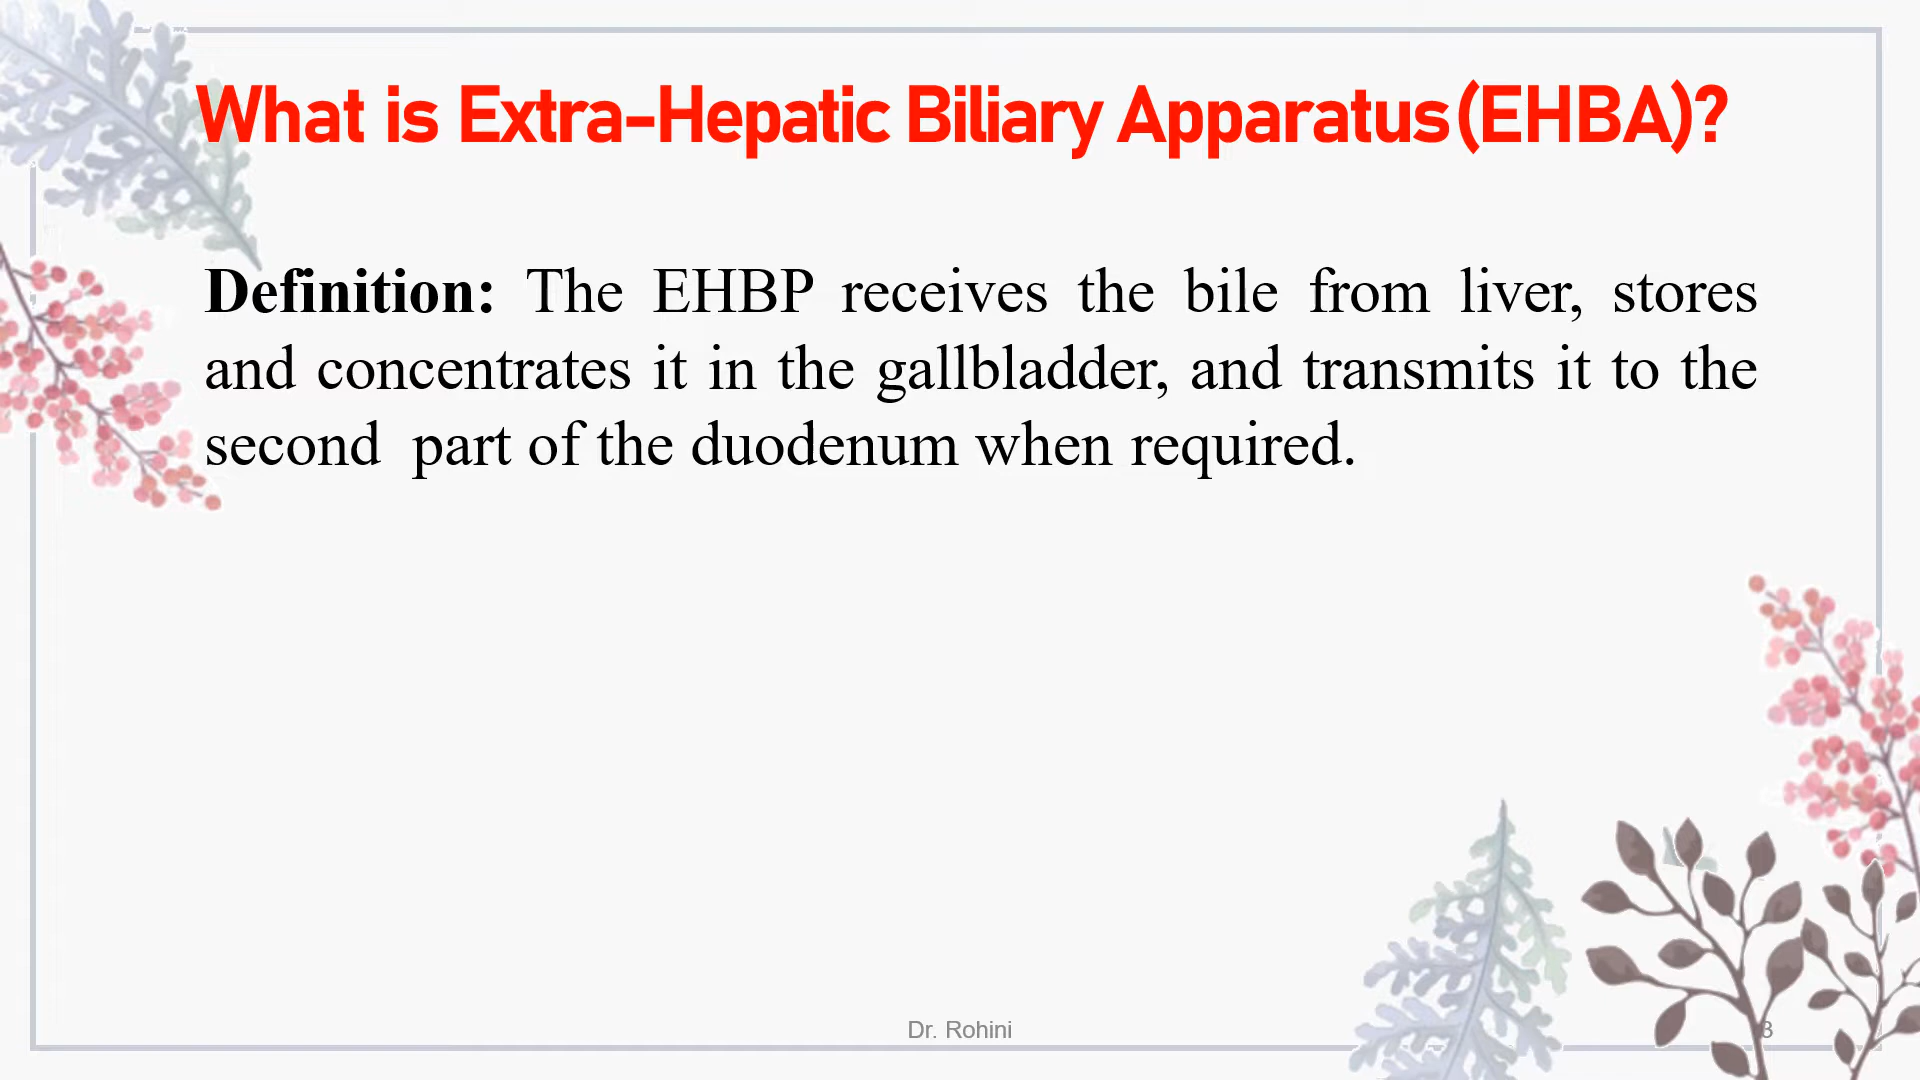 What is Extra-Hepatic Biliary Apparatus(EHBA)?
Definition: The EHBP receives the bile from liver, stores
and concentrates it in the gallbladder, and transmits it to the
second part of the duodenum when required.
Dr. Rohini
3